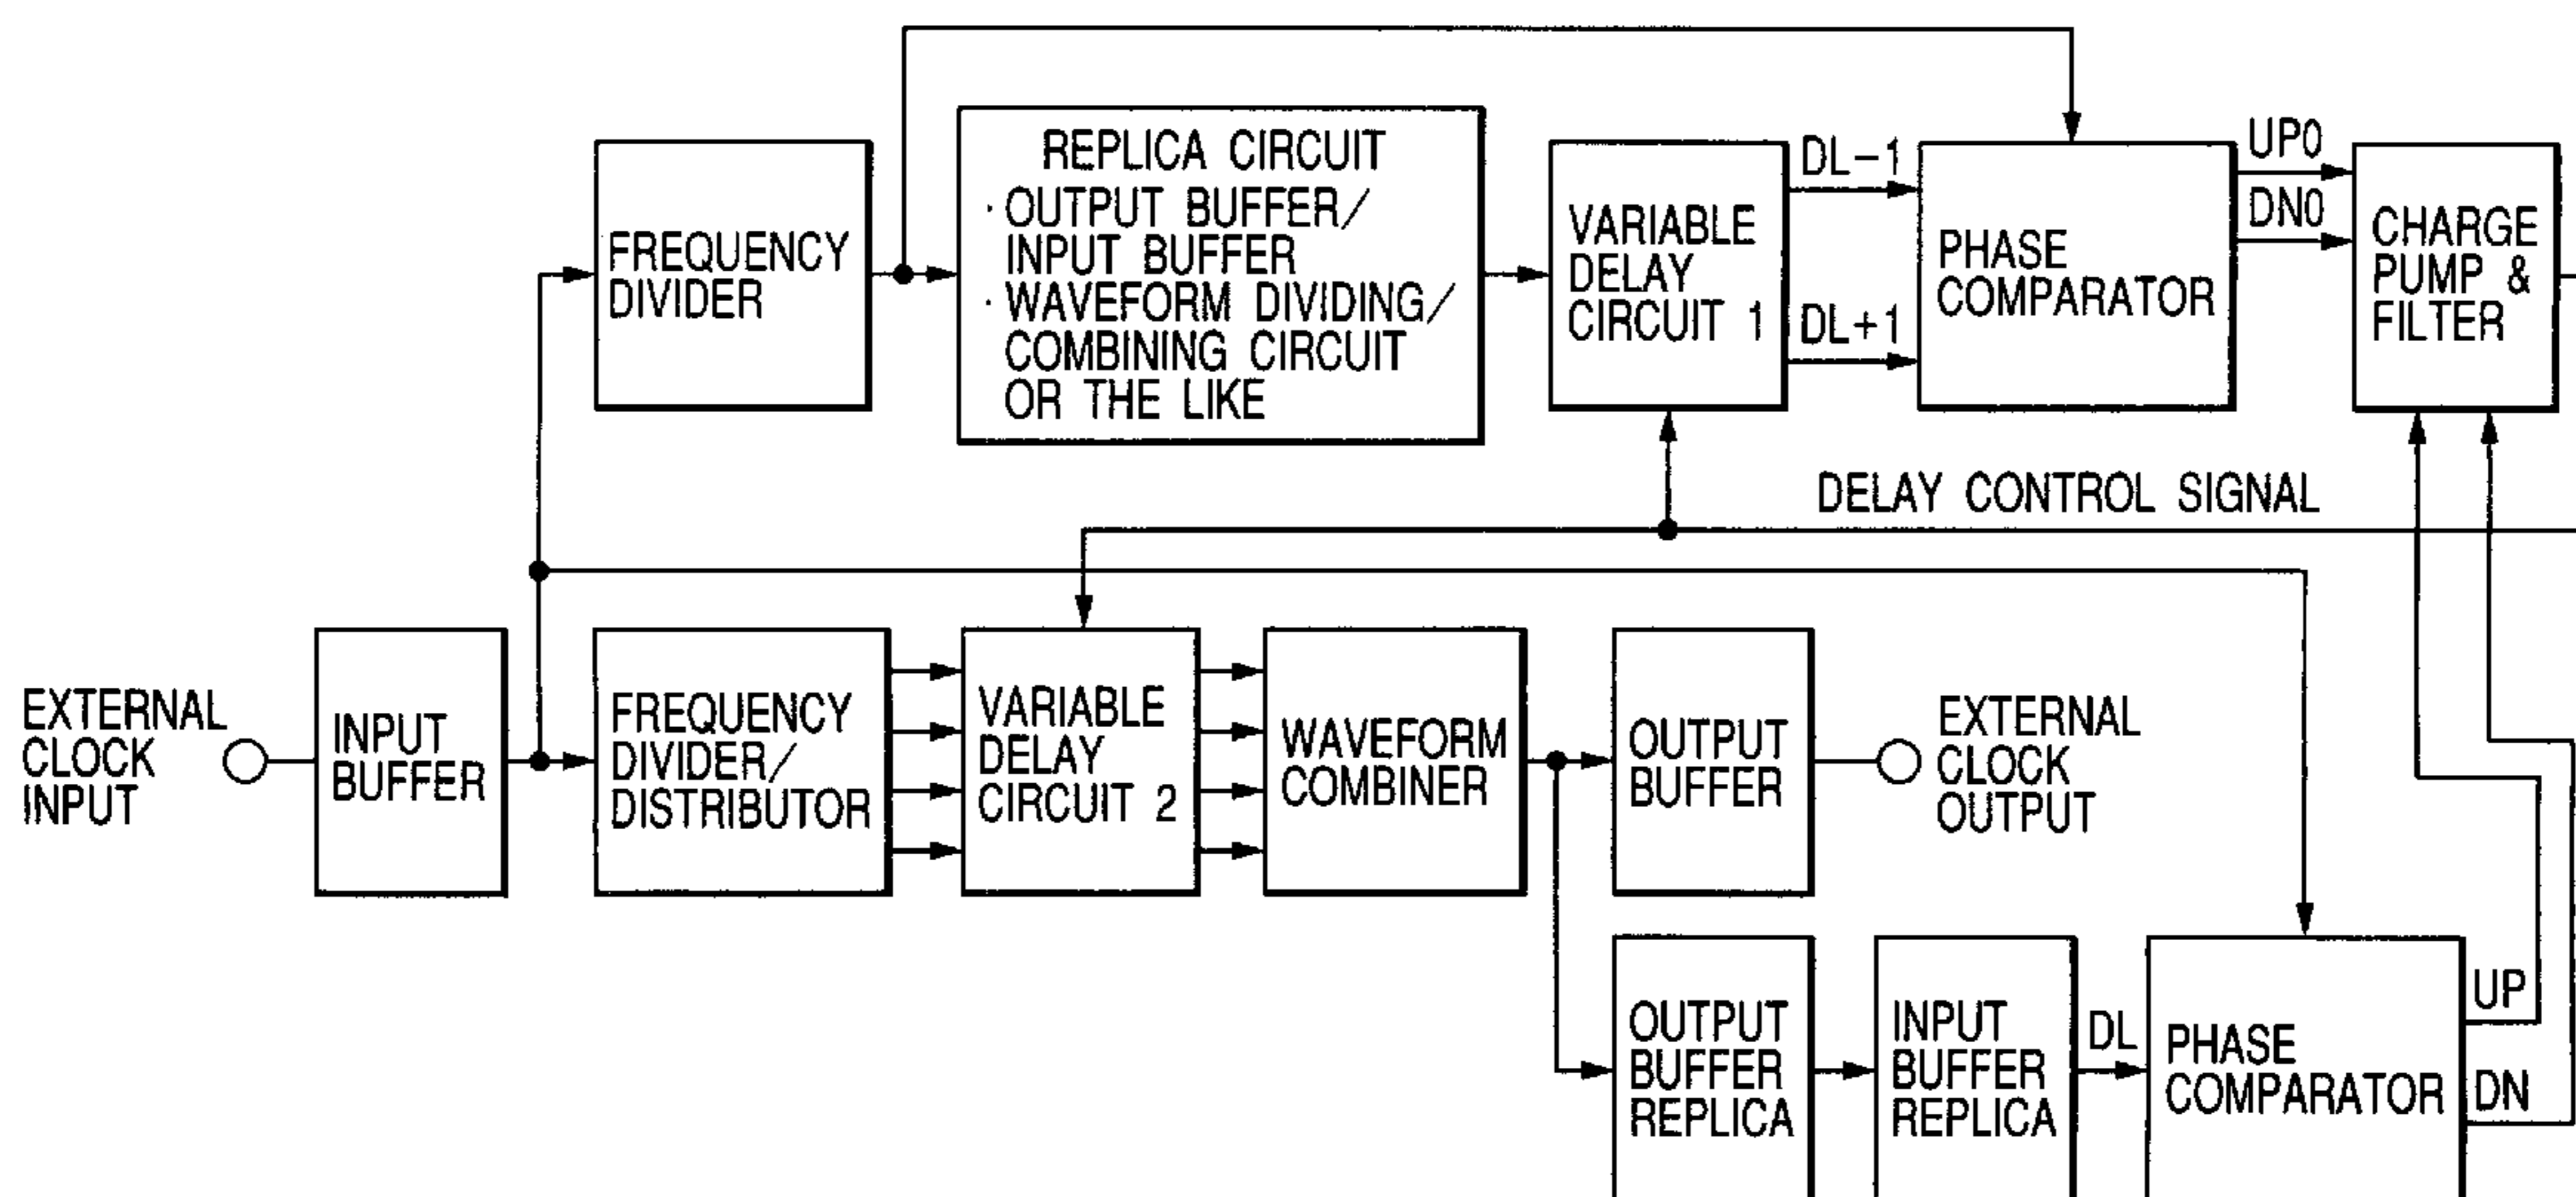 REPLICA CIRCUIT
· OUTPUT BUFFER/
INPUT BUFFER
· WAVEFORM DIVIDING/
COMBINING CIRCUIT
OR THE LIKE
FREQUENCY
DIVIDER
VARIABLE
DELAY
CIRCUIT 1
DL-1
DL+1
PHASE
COMPARATOR
UP0
DN0
CHARGE
PUMP &
FILTER
DELAY CONTROL SIGNAL
EXTERNAL
CLOCK
INPUT
INPUT
BUFFER
FREQUENCY
DIVIDER/
DISTRIBUTOR
VARIABLE
DELAY
CIRCUIT 2
WAVEFORM
COMBINER
OUTPUT
BUFFER
EXTERNAL
CLOCK
OUTPUT
OUTPUT
BUFFER
REPLICA
INPUT
BUFFER
REPLICA
DL
PHASE
COMPARATOR
UP
DN